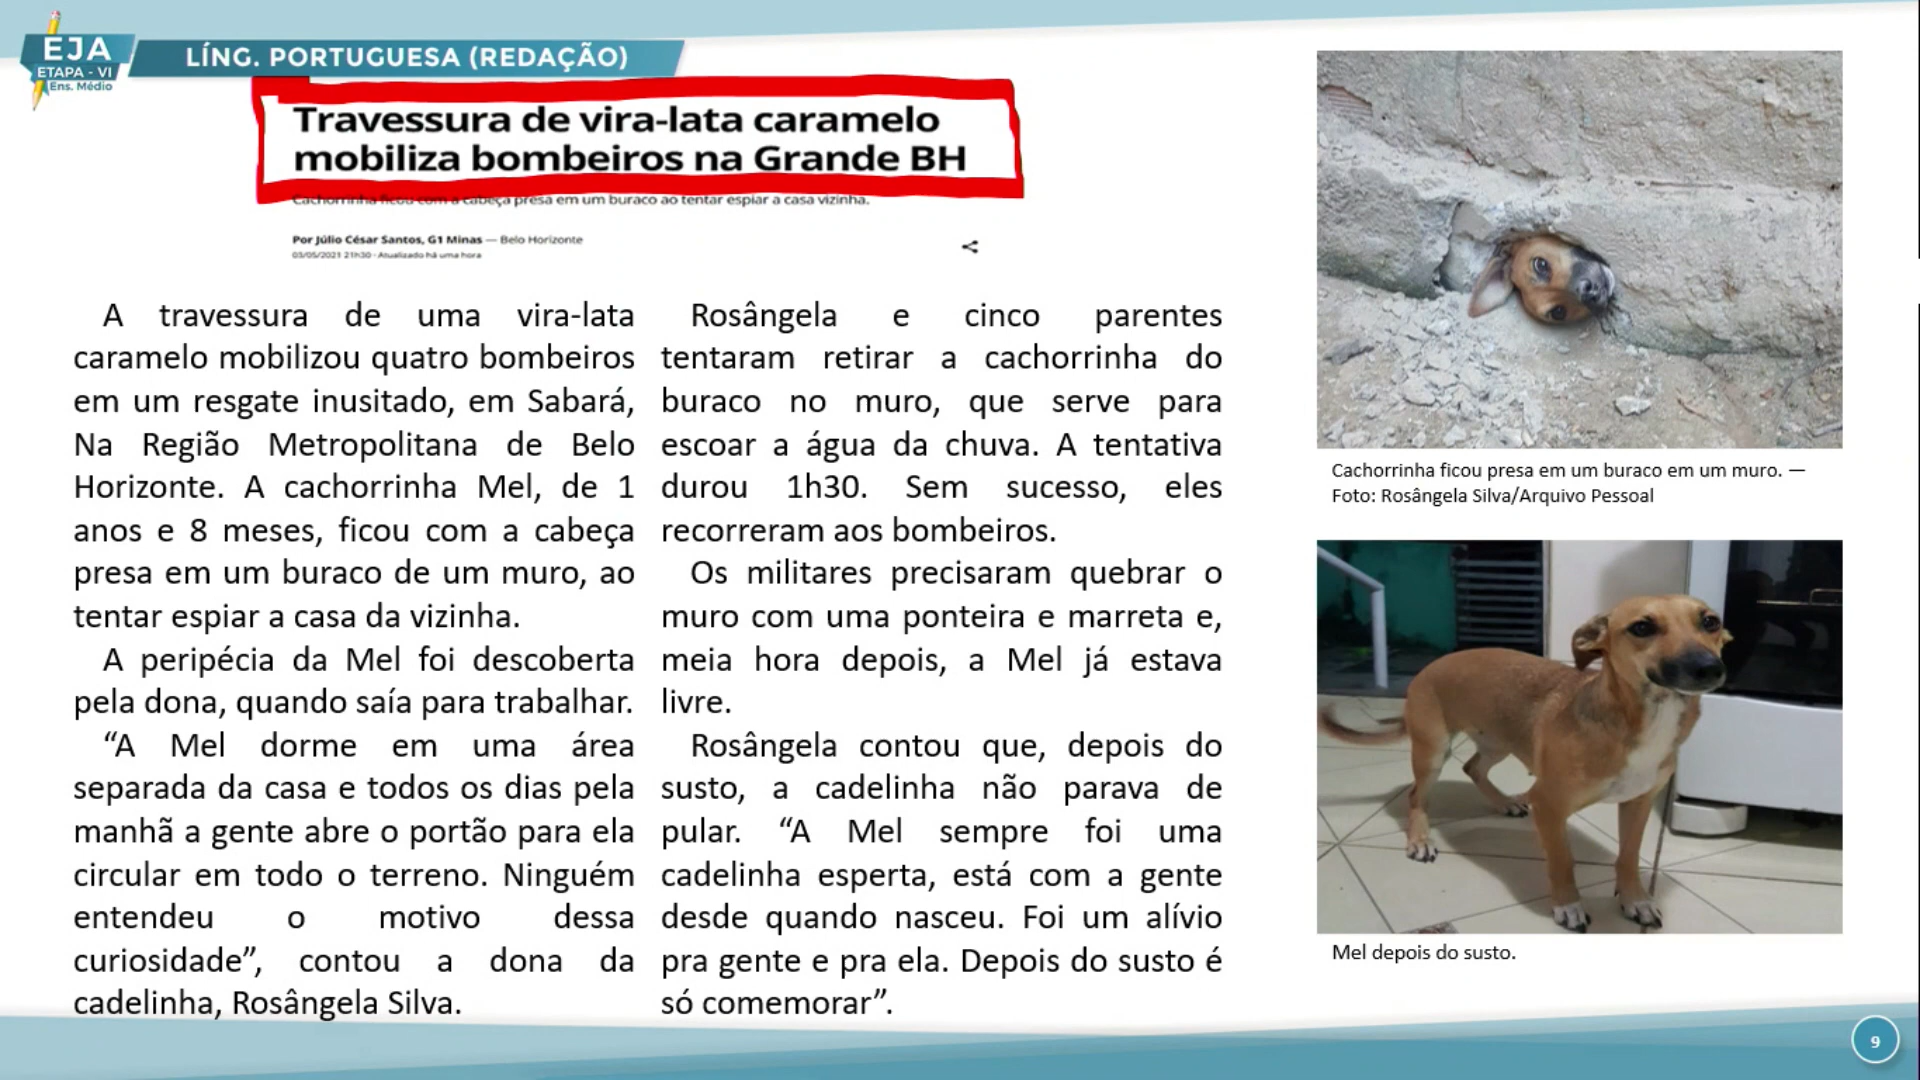 EJA
ETAPA - VI
Ens. Médio
LÍNG. PORTUGUESA (REDAÇÃO)
Travessura de vira-lata caramelo
mobiliza bombeiros na Grande BH
Cachorrinha ficou com a cabeça presa em um buraco ao tentar espiar a casa vizinha.
Por Júlio César Santos, G1 Minas — Belo Horizonte
03/05/2021 21h30 · Atualizado há uma hora
A travessura de uma vira-lata
caramelo mobilizou quatro bombeiros
em um resgate inusitado, em Sabará,
Na Região Metropolitana de Belo
Horizonte. A cachorrinha Mel, de 1
anos e 8 meses, ficou com a cabeça
presa em um buraco de um muro, ao
tentar espiar a casa da vizinha.
A peripécia da Mel foi descoberta
pela dona, quando saía para trabalhar.
“A Mel dorme em uma área
separada da casa e todos os dias pela
manhã a gente abre o portão para ela
circular em todo o terreno. Ninguém
entendeu o motivo dessa
curiosidade”, contou a dona da
cadelinha, Rosângela Silva.
Rosângela e cinco parentes
tentaram retirar a cachorrinha do
buraco no muro, que serve para
escoar a água da chuva. A tentativa
durou 1h30. Sem sucesso, eles
recorreram aos bombeiros.
Os militares precisaram quebrar o
muro com uma ponteira e marreta e,
meia hora depois, a Mel já estava
livre.
Rosângela contou que, depois do
susto, a cadelinha não parava de
pular. “A Mel sempre foi uma
cadelinha esperta, está com a gente
desde quando nasceu. Foi um alívio
pra gente e pra ela. Depois do susto é
só comemorar”.
Cachorrinha ficou presa em um buraco em um muro. —
Foto: Rosângela Silva/Arquivo Pessoal
Mel depois do susto.
9